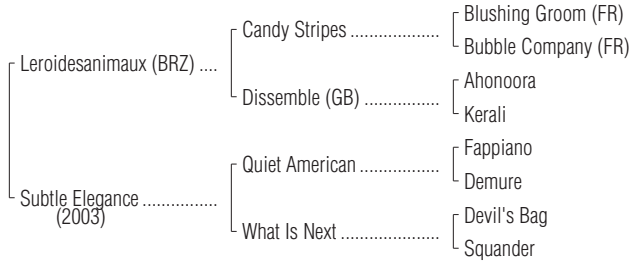 Blushing Groom (FR)
Candy Stripes ...................
Bubble Company (FR)
Leroidesanimaux (BRZ) ....
Ahonoora
Dissemble (GB) ................
Kerali
Fappiano
Quiet American .................
Demure
Subtle Elegance ................
(2003)
Devil's Bag
What Is Next .....................
Squander